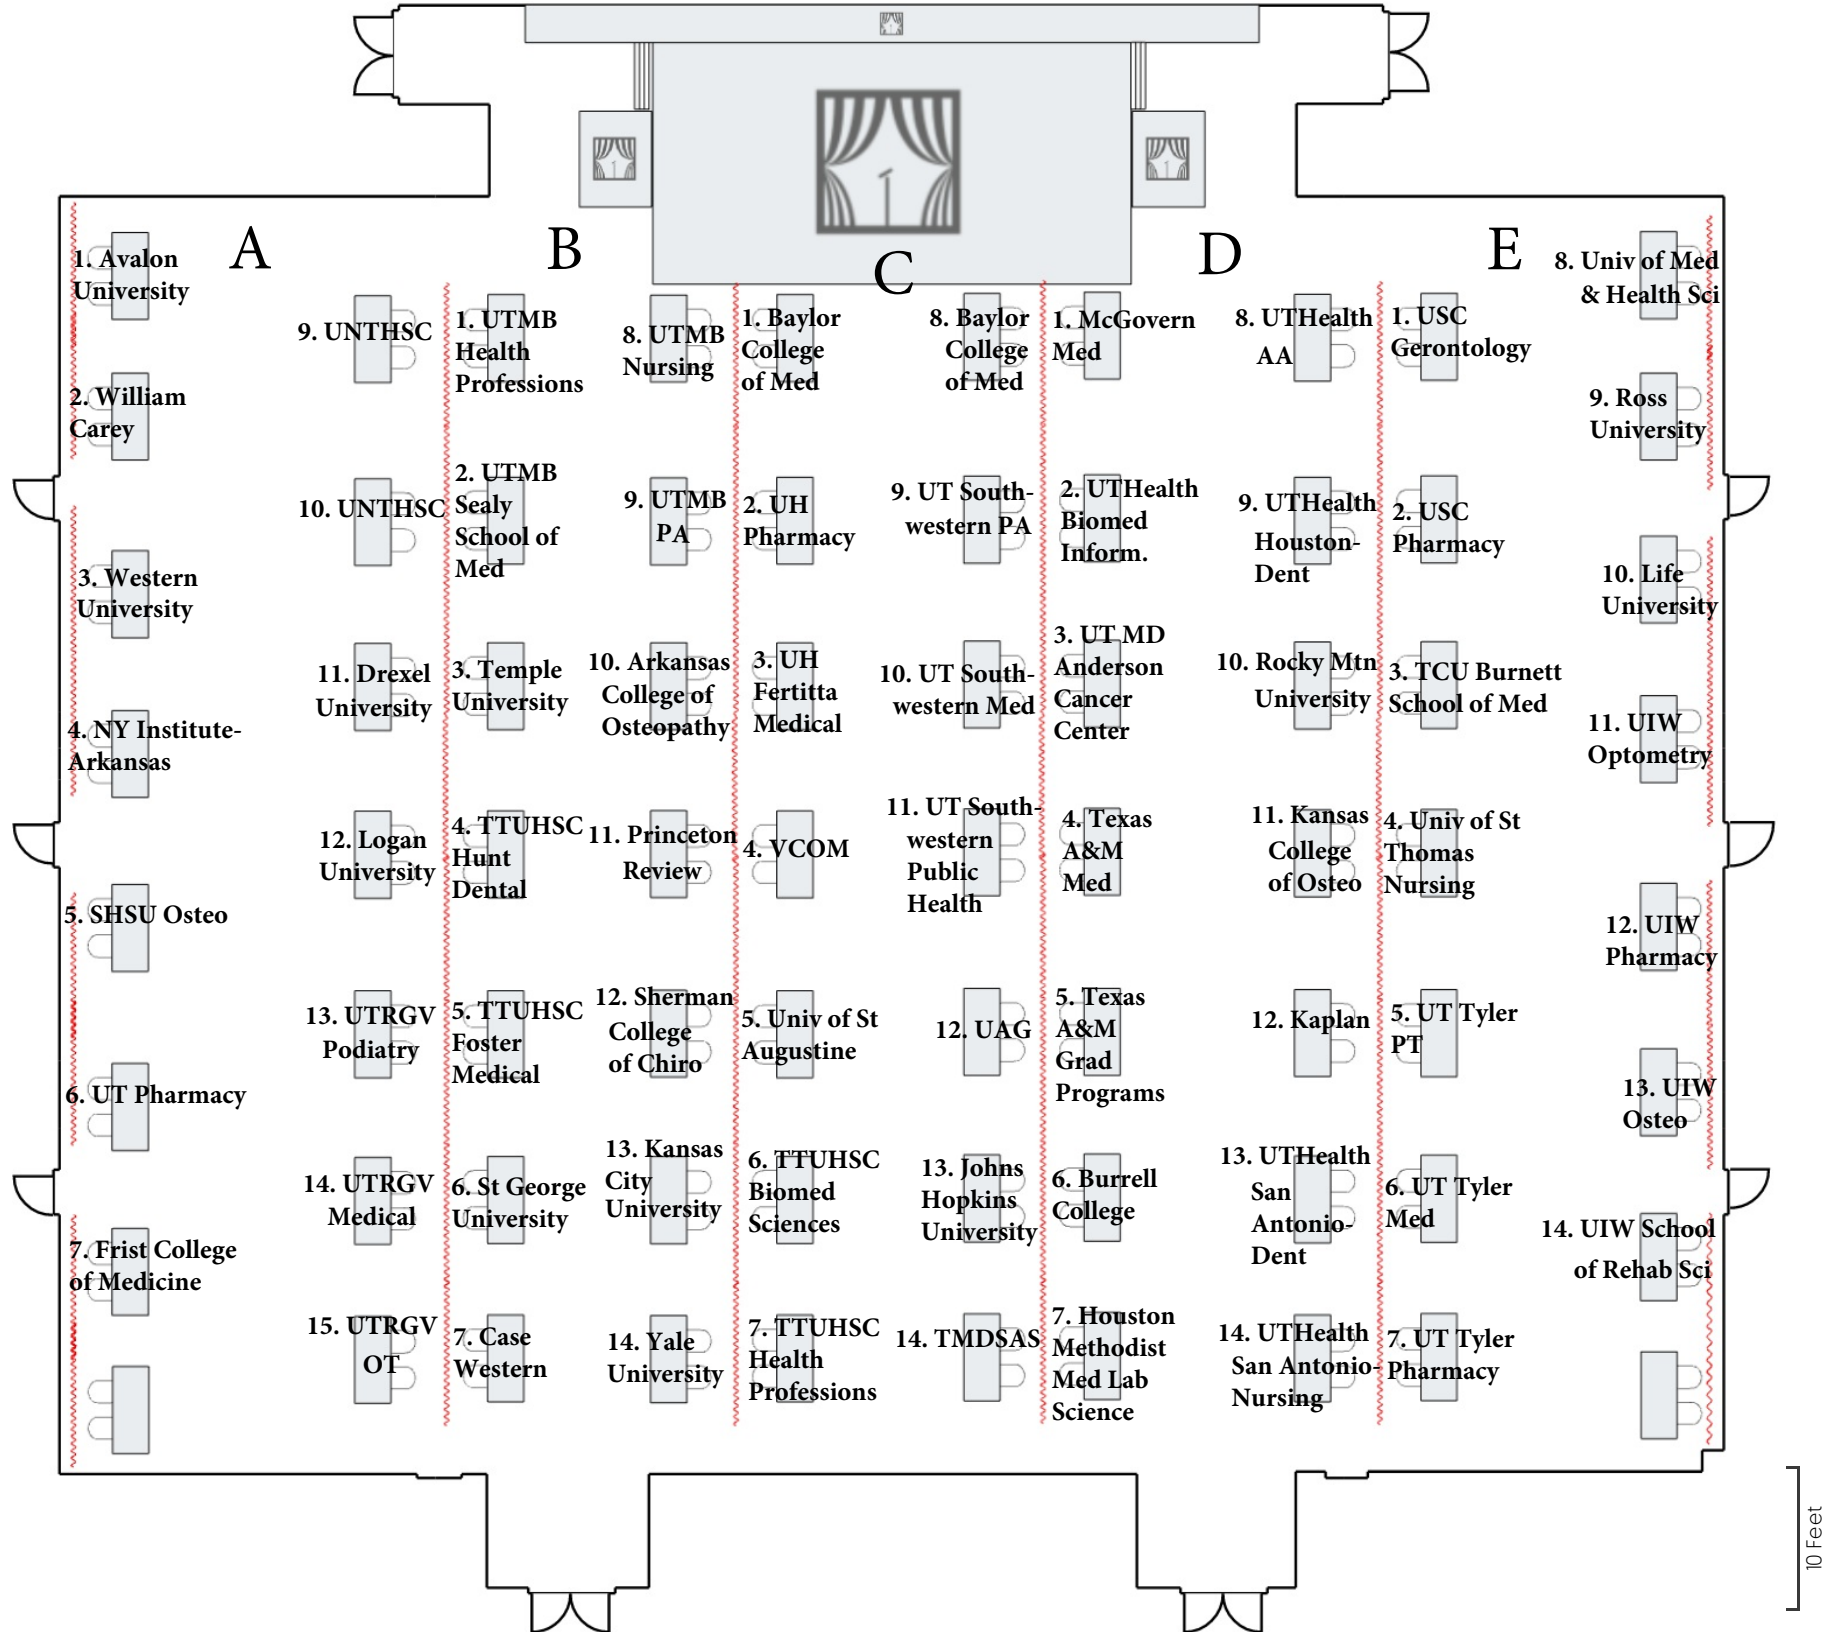 A
B
C
D
E
1. Avalon
University
2. William
Carey
3. Western
University
4. NY Institute-
Arkansas
5. SHSU Osteo
6. UT Pharmacy
7. Frist College
of Medicine
9. UNTHSC
10. UNTHSC
11. Drexel
University
12. Logan
University
13. UTRGV
Podiatry
14. UTRGV
Medical
15. UTRGV
OT
1. UTMB
Health
Professions
2. UTMB
Sealy
School of
Med
3. Temple
University
4. TTUHSC
Hunt
Dental
5. TTUHSC
Foster
Medical
6. St George
University
7. Case
Western
8. UTMB
Nursing
9. UTMB
PA
10. Arkansas
College of
Osteopathy
11. Princeton
Review
12. Sherman
College
of Chiro
13. Kansas
City
University
14. Yale
University
1. Baylor
College
of Med
2. UH
Pharmacy
3. UH
Fertitta
Medical
4. VCOM
5. Univ of St
Augustine
6. TTUHSC
Biomed
Sciences
7. TTUHSC
Health
Professions
8. Baylor
College
of Med
9. UT South-
western PA
10. UT South-
western Med
11. UT South-
western
Public
Health
12. UAG
13. Johns
Hopkins
University
14. TMDSAS
1. McGovern
Med
2. UTHealth
Biomed
Inform.
3. UT MD
Anderson
Cancer
Center
4. Texas
A&M
Med
5. Texas
A&M
Grad
Programs
6. Burrell
College
7. Houston
Methodist
Med Lab
Science
8. UTHealth
AA
9. UTHealth
Houston-
Dent
10. Rocky Mtn
University
11. Kansas
College
of Osteo
12. Kaplan
13. UTHealth
San
Antonio-
Dent
14. UTHealth
San Antonio-
Nursing
1. USC
Gerontology
2. USC
Pharmacy
3. TCU Burnett
School of Med
4. Univ of St
Thomas
Nursing
5. UT Tyler
PT
6. UT Tyler
Med
7. UT Tyler
Pharmacy
8. Univ of Med
& Health Sci
9. Ross
University
10. Life
University
11. UIW
Optometry
12. UIW
Pharmacy
13. UIW
Osteo
14. UIW School
of Rehab Sci
10 Feet